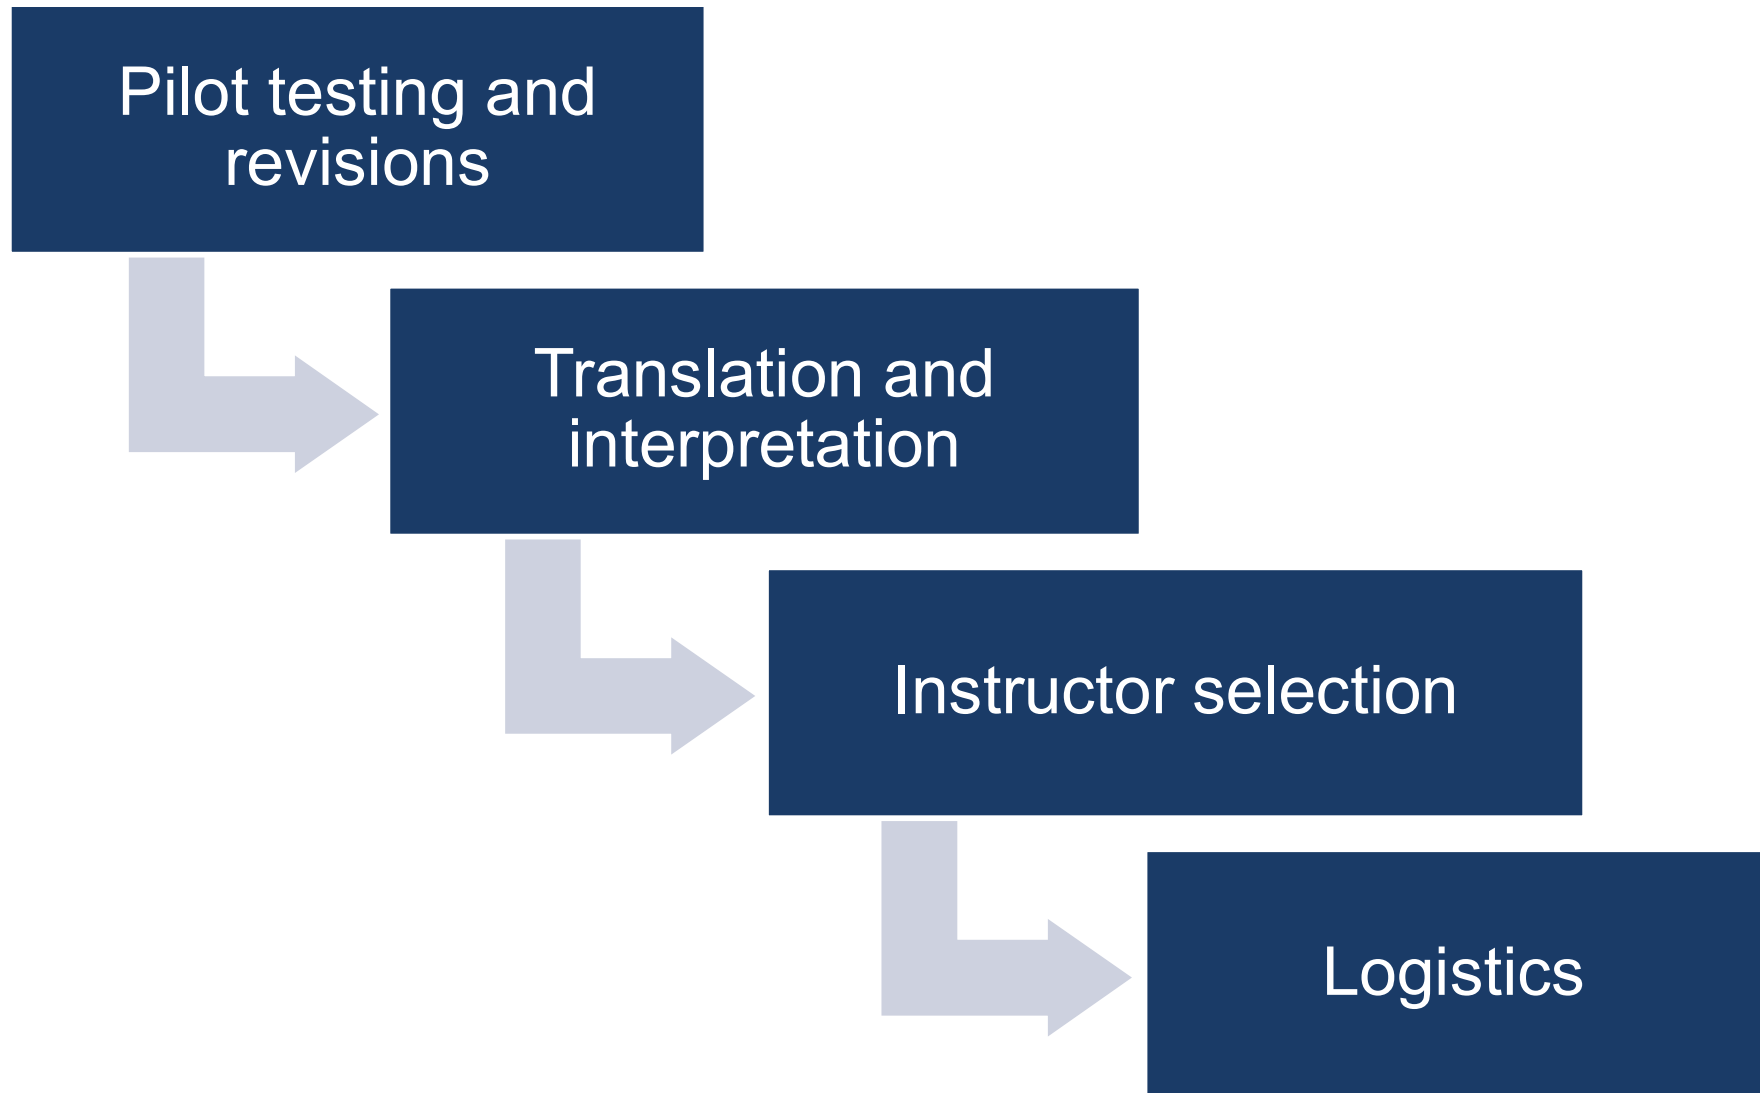 Pilot testing and
revisions
Translation and
interpretation
Instructor selection
Logistics